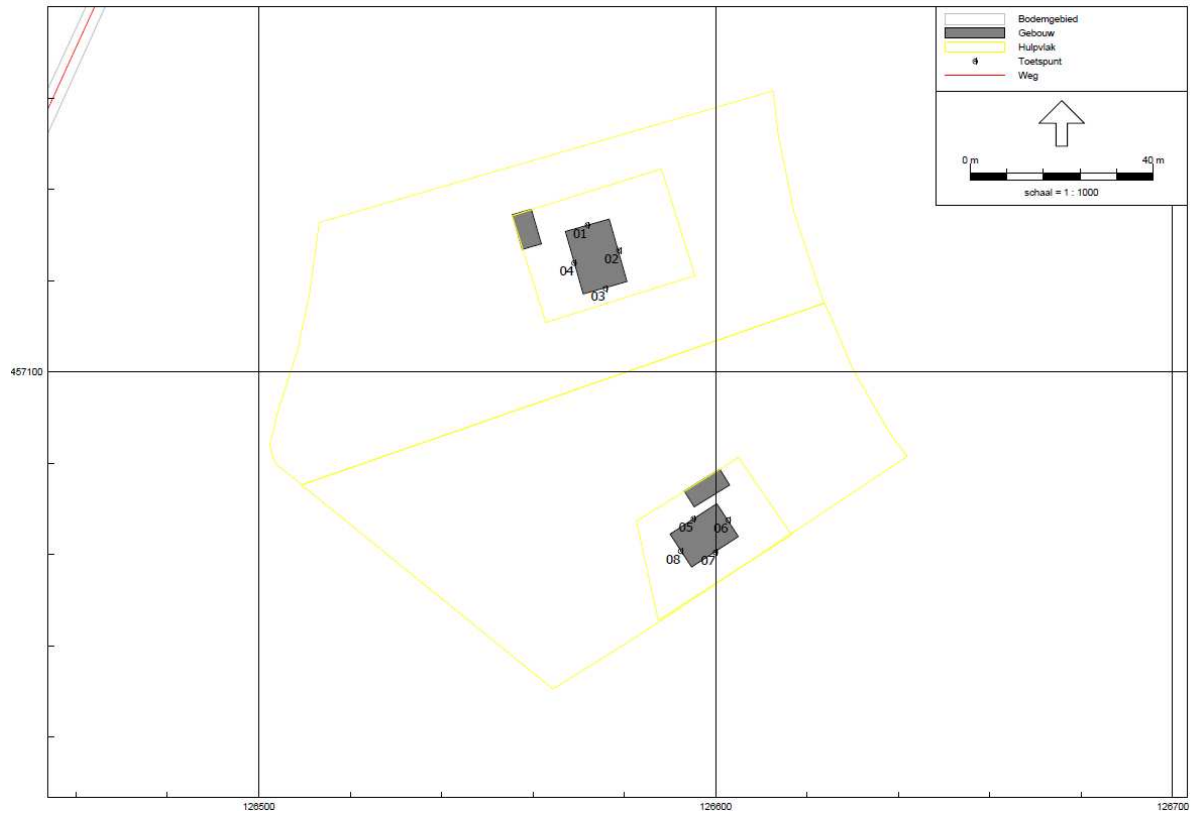 Bodemgebied
Gebouw
Hulpvlak
Toetspunt
Weg
0 m 40 m
schaal = 1 : 1000
01
02
04
03
457100
05 06
08 07
126500 126600 126700